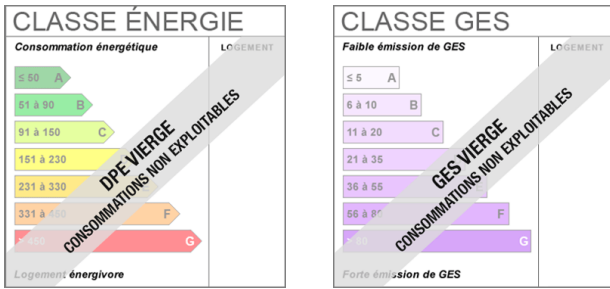 CLASSE ÉNERGIE
Consommation énergétique
LOGEMENT
≤ 50 A
51 à 90 B
91 à 150 C
151 à 230
231 à 330
331 à 450 F
> 450 G
Logement énergivore
DPE VIERGE
CONSOMMATIONS NON EXPLOITABLES
CLASSE GES
Faible émission de GES
LOGEMENT
≤ 5 A
6 à 10 B
11 à 20 C
21 à 35
36 à 55 E
56 à 80 F
> 80 G
Forte émission de GES
GES VIERGE
CONSOMMATIONS NON EXPLOITABLES